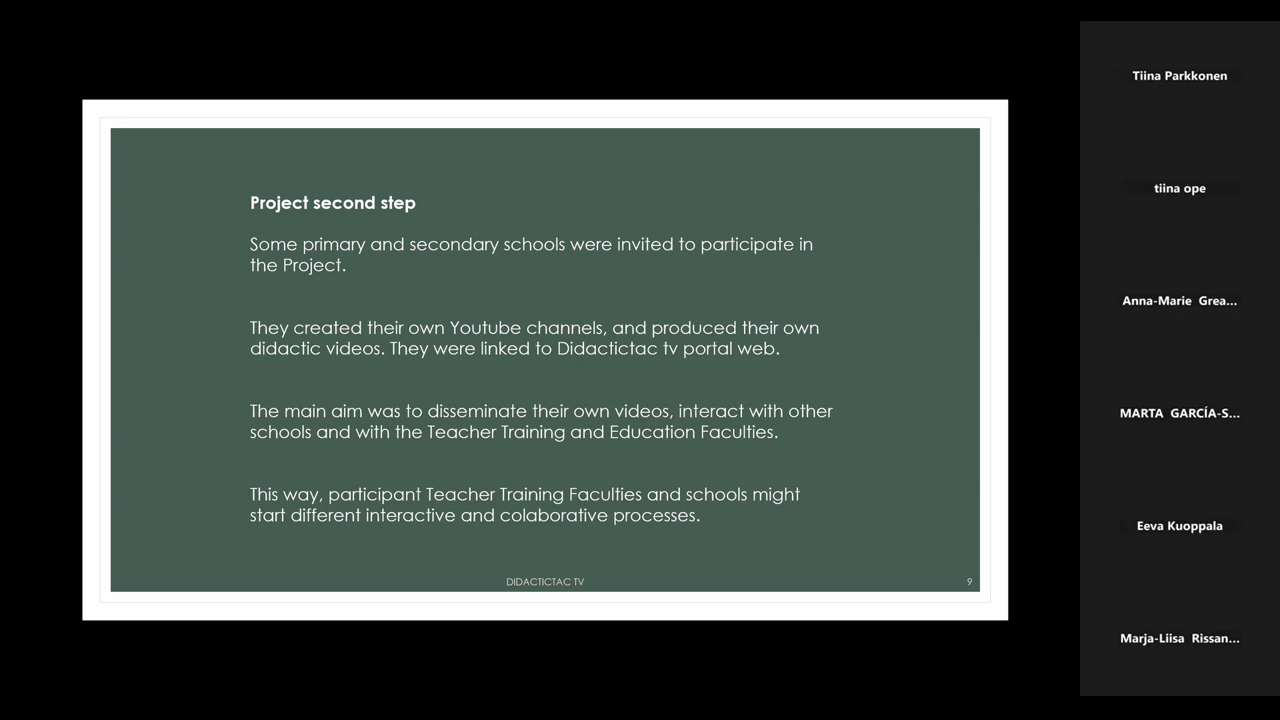 Project second step
Some primary and secondary schools were invited to participate in
the Project.
They created their own Youtube channels, and produced their own
didactic videos. They were linked to Didactictac tv portal web.
The main aim was to disseminate their own videos, interact with other
schools and with the Teacher Training and Education Faculties.
This way, participant Teacher Training Faculties and schools might
start different interactive and colaborative processes.
DIDACTICTAC TV
9
Tiina Parkkonen
tiina ope
Anna-Marie Grea...
MARTA GARCÍA-S...
Eeva Kuoppala
Marja-Liisa Rissan...